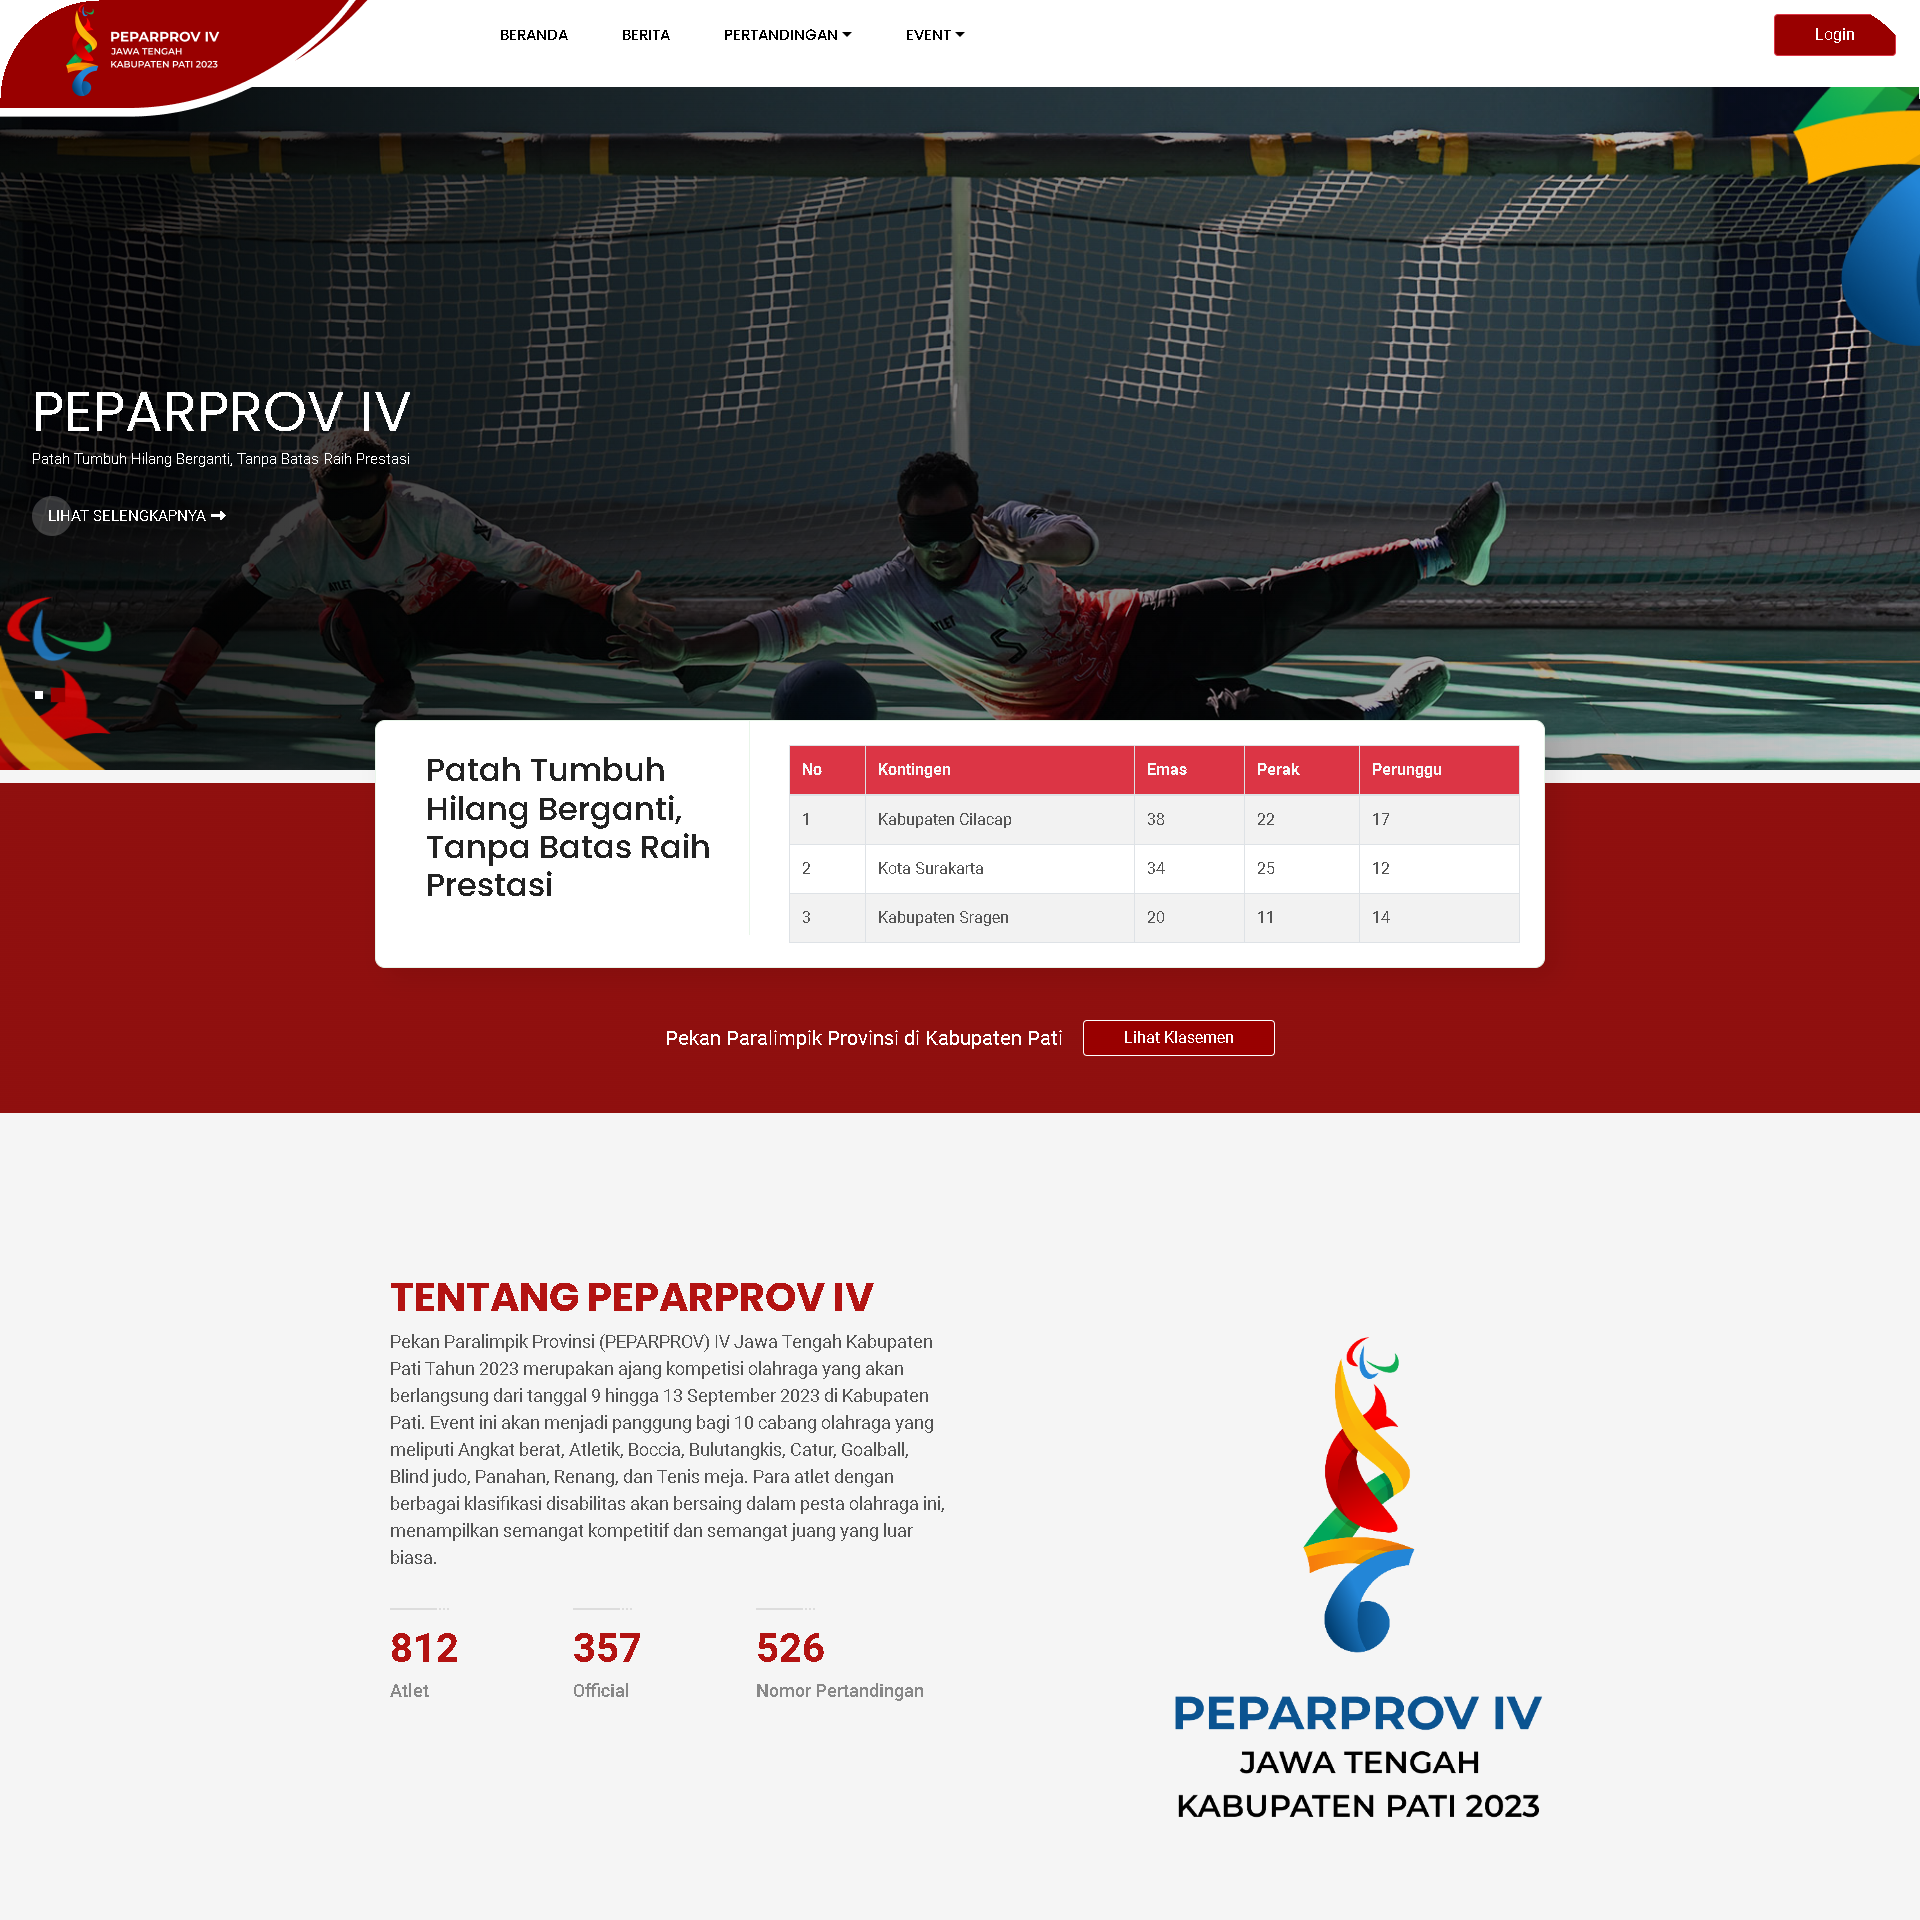 PEPARPROV IV
JAWA TENGAH
KABUPATEN PATI 2023
BERANDA
BERITA
PERTANDINGAN
EVENT
Login
PEPARPROV IV
Patah Tumbuh Hilang Berganti, Tanpa Batas Raih Prestasi
LIHAT SELENGKAPNYA
ATLET
ATLET
Patah Tumbuh
Hilang Berganti,
Tanpa Batas Raih
Prestasi
No Kontingen Emas Perak Perunggu
1 Kabupaten Cilacap 38 22 17
2 Kota Surakarta 34 25 12
3 Kabupaten Sragen 20 11 14
Pekan Paralimpik Provinsi di Kabupaten Pati
Lihat Klasemen
TENTANG PEPARPROV IV
Pekan Paralimpik Provinsi (PEPARPROV) IV Jawa Tengah Kabupaten
Pati Tahun 2023 merupakan ajang kompetisi olahraga yang akan
berlangsung dari tanggal 9 hingga 13 September 2023 di Kabupaten
Pati. Event ini akan menjadi panggung bagi 10 cabang olahraga yang
meliputi Angkat berat, Atletik, Boccia, Bulutangkis, Catur, Goalball,
Blind judo, Panahan, Renang, dan Tenis meja. Para atlet dengan
berbagai klasifikasi disabilitas akan bersaing dalam pesta olahraga ini,
menampilkan semangat kompetitif dan semangat juang yang luar
biasa.
812
Atlet
357
Official
526
Nomor Pertandingan
PEPARPROV IV
JAWA TENGAH
KABUPATEN PATI 2023